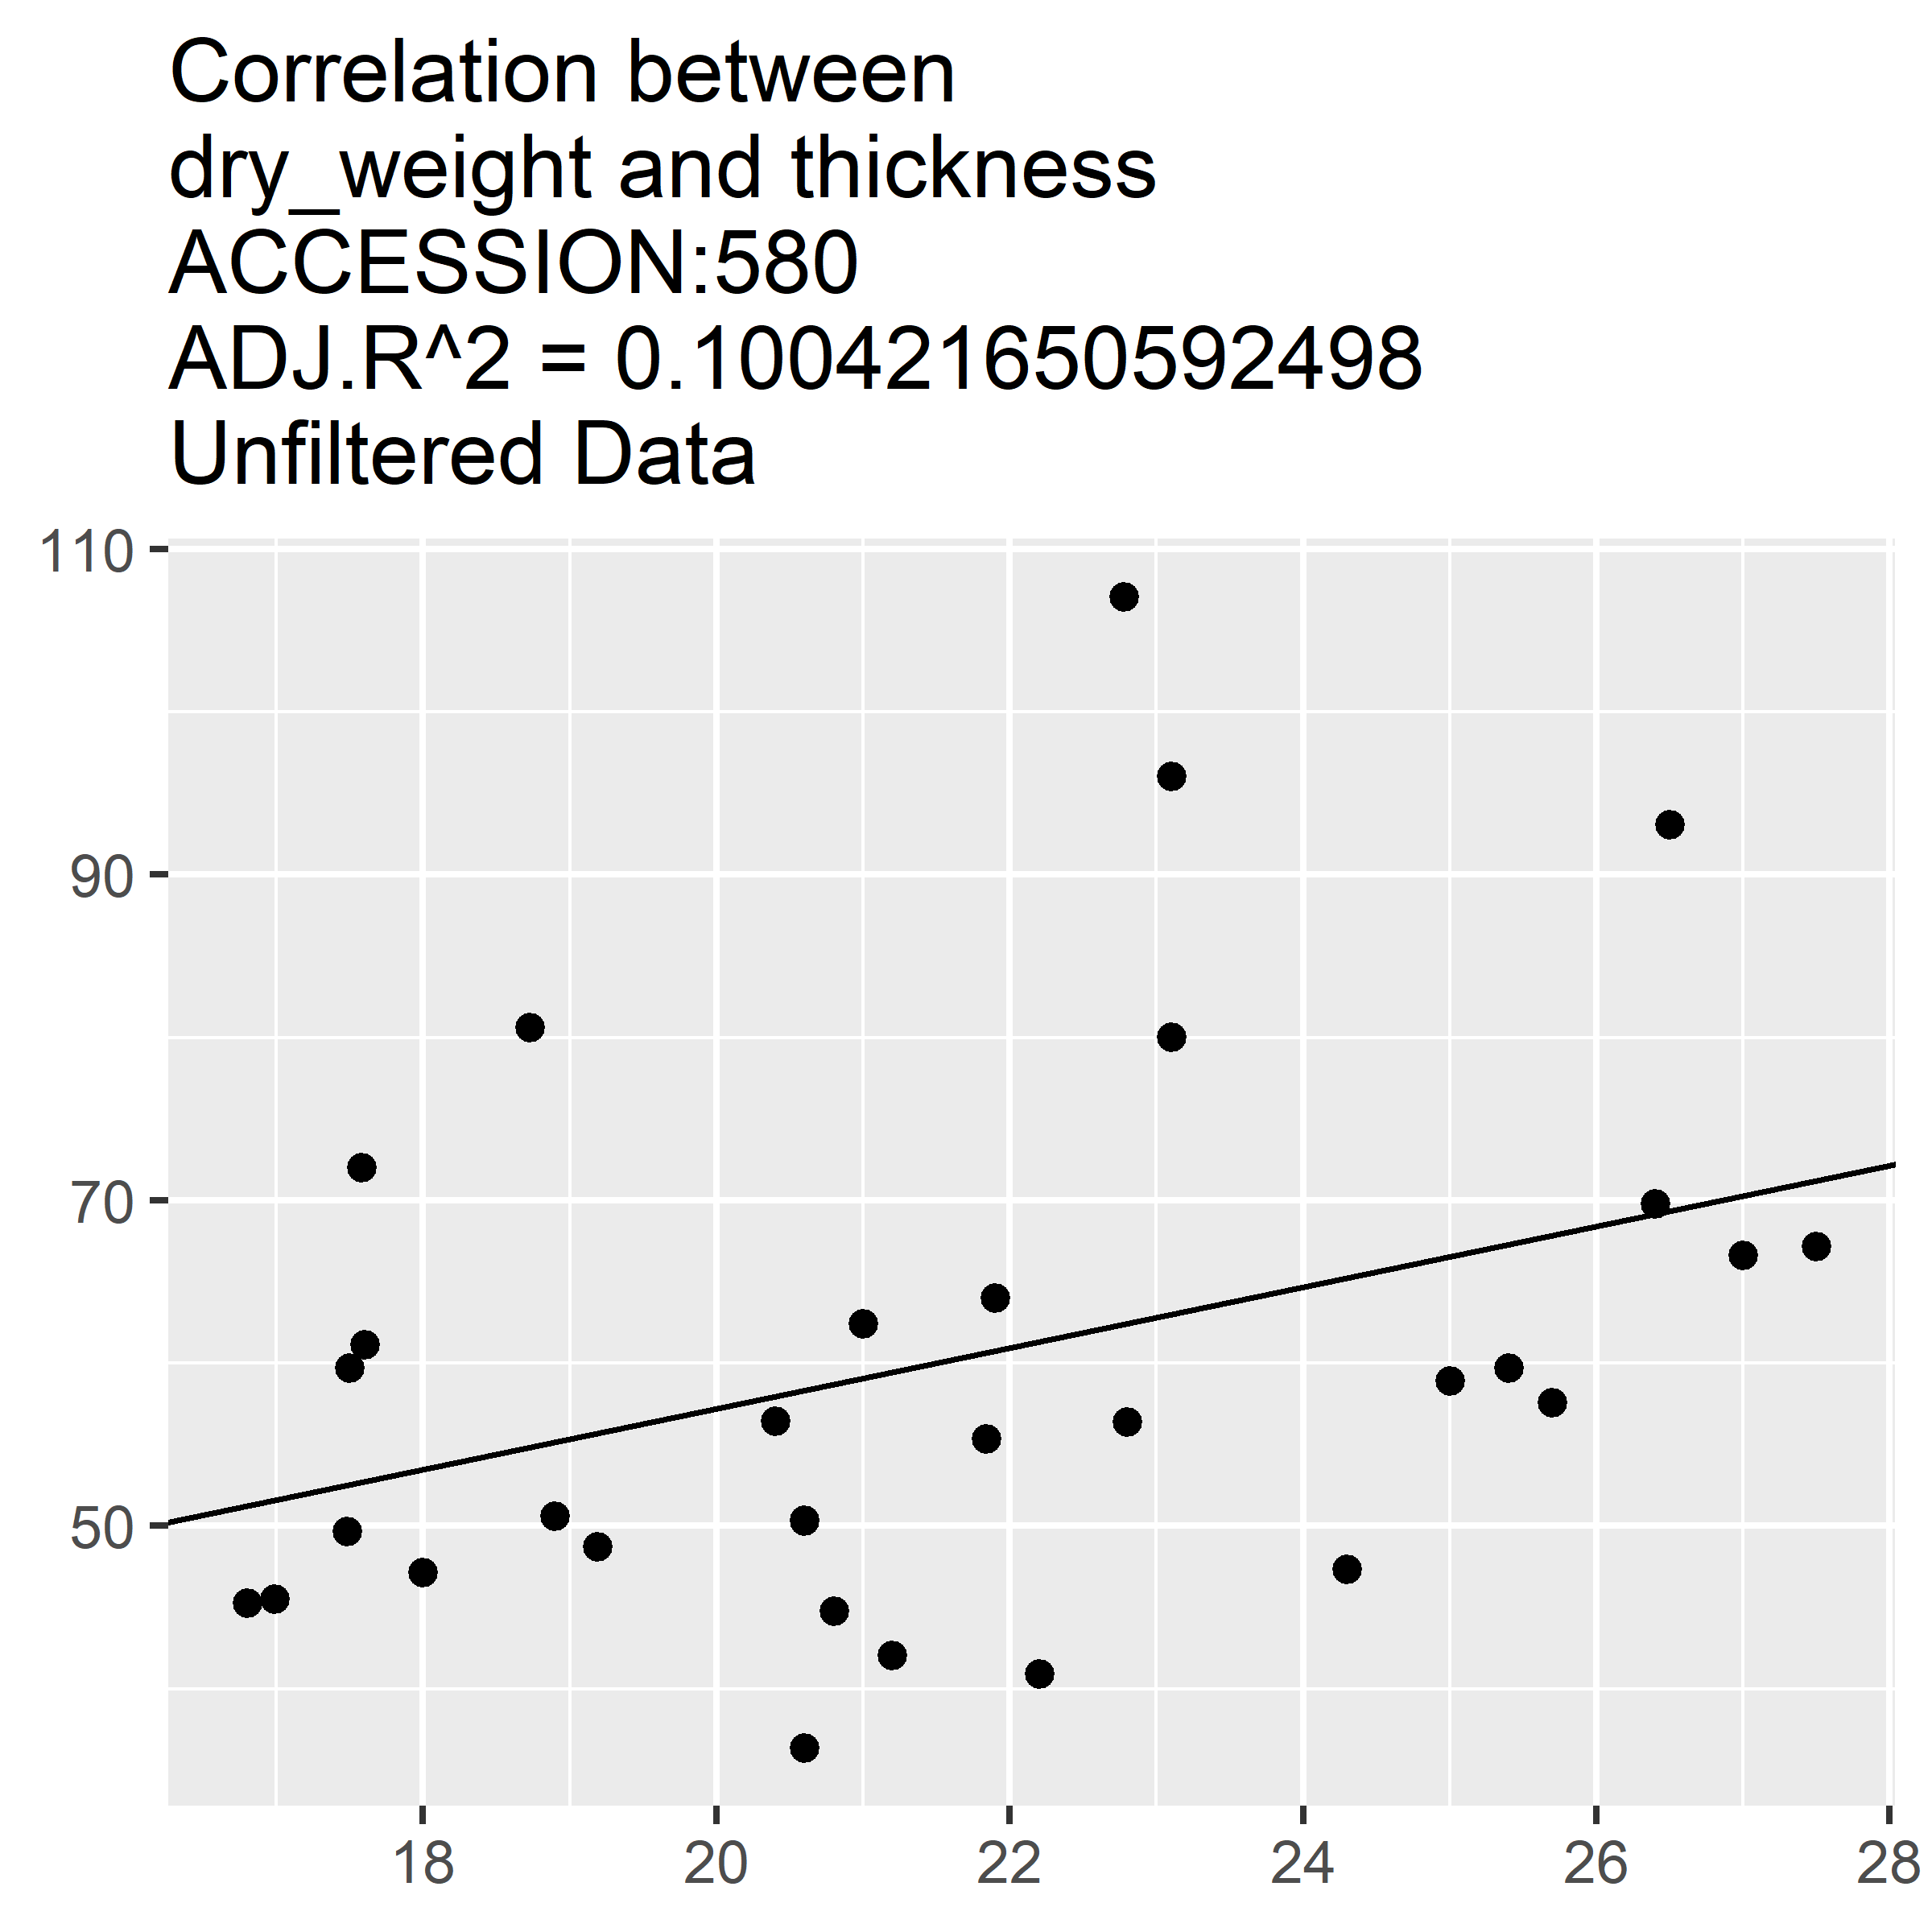 Correlation between
dry_weight and thickness
ACCESSION:580
ADJ.R^2 = 0.100421650592498
Unfiltered Data
110
90
70
50
18 20 22 24 26 28